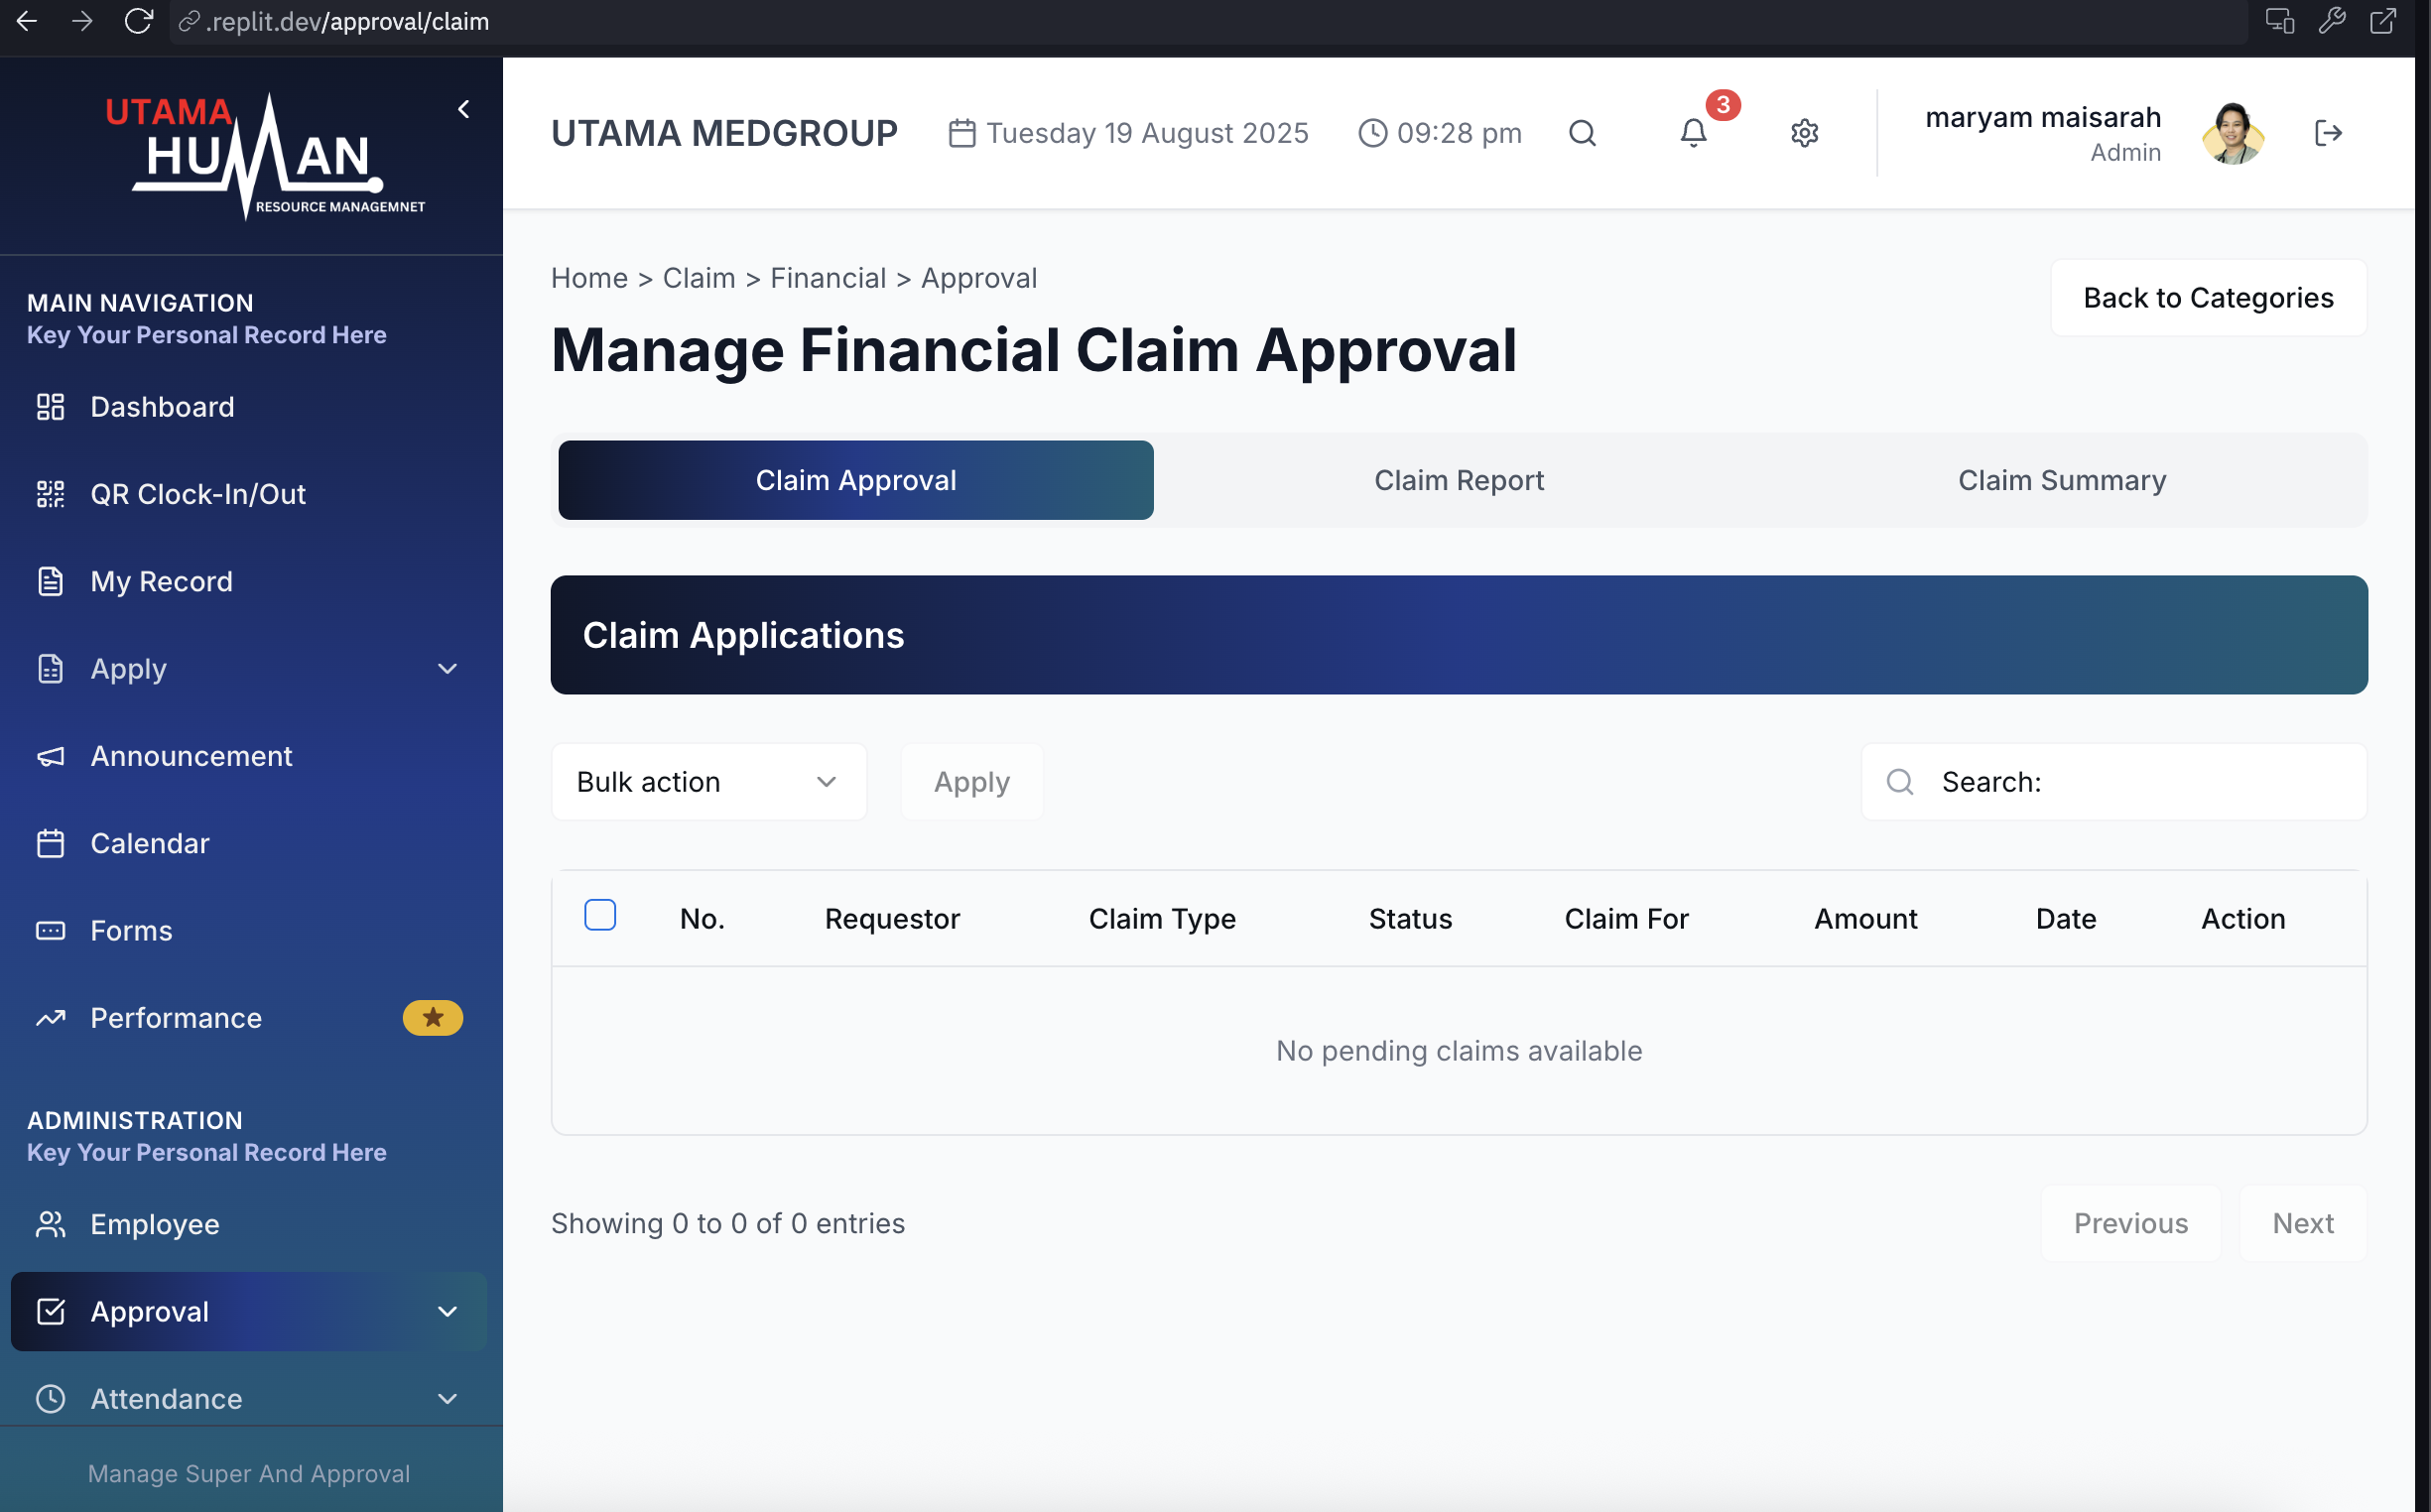 .replit.dev/approval/claim
UTAMA
HUMAN
RESOURCE MANAGEMNET
UTAMA MEDGROUP
Tuesday 19 August 2025
09:28 pm
3
maryam maisarah
Admin
MAIN NAVIGATION
Key Your Personal Record Here
Dashboard
QR Clock-In/Out
My Record
Apply
Announcement
Calendar
Forms
Performance
ADMINISTRATION
Key Your Personal Record Here
Employee
Approval
Attendance
Manage Super And Approval
Home > Claim > Financial > Approval
Back to Categories
Manage Financial Claim Approval
Claim Approval
Claim Report
Claim Summary
Claim Applications
Bulk action
Apply
Search:
No. Requestor Claim Type Status Claim For Amount Date Action
No pending claims available
Showing 0 to 0 of 0 entries
Previous
Next